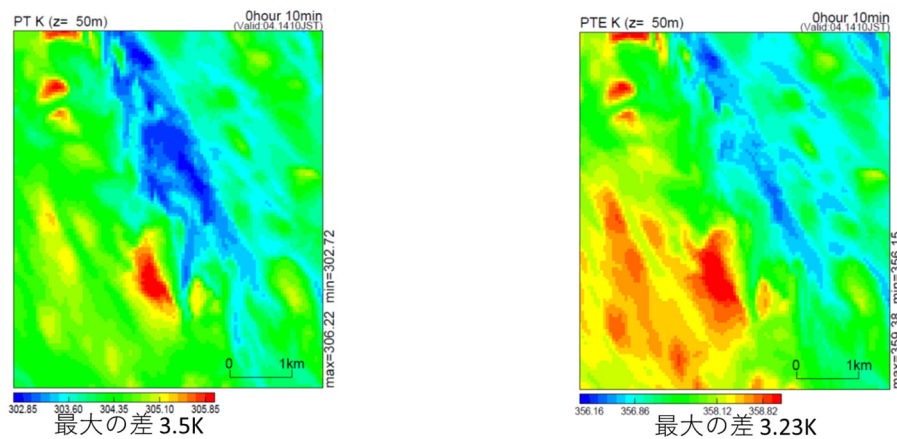 PT K (z= 50m)
0hour 10min
(Valid:04.1410JST)
max=306.22 min=302.72
0 1km
302.85 303.60 304.35 305.10 305.85
最大の差 3.5K
PTE K (z= 50m)
0hour 10min
(Valid:04.1410JST)
max=359.38 min=356.15
0 1km
356.16 356.86 358.12 358.82
最大の差 3.23K